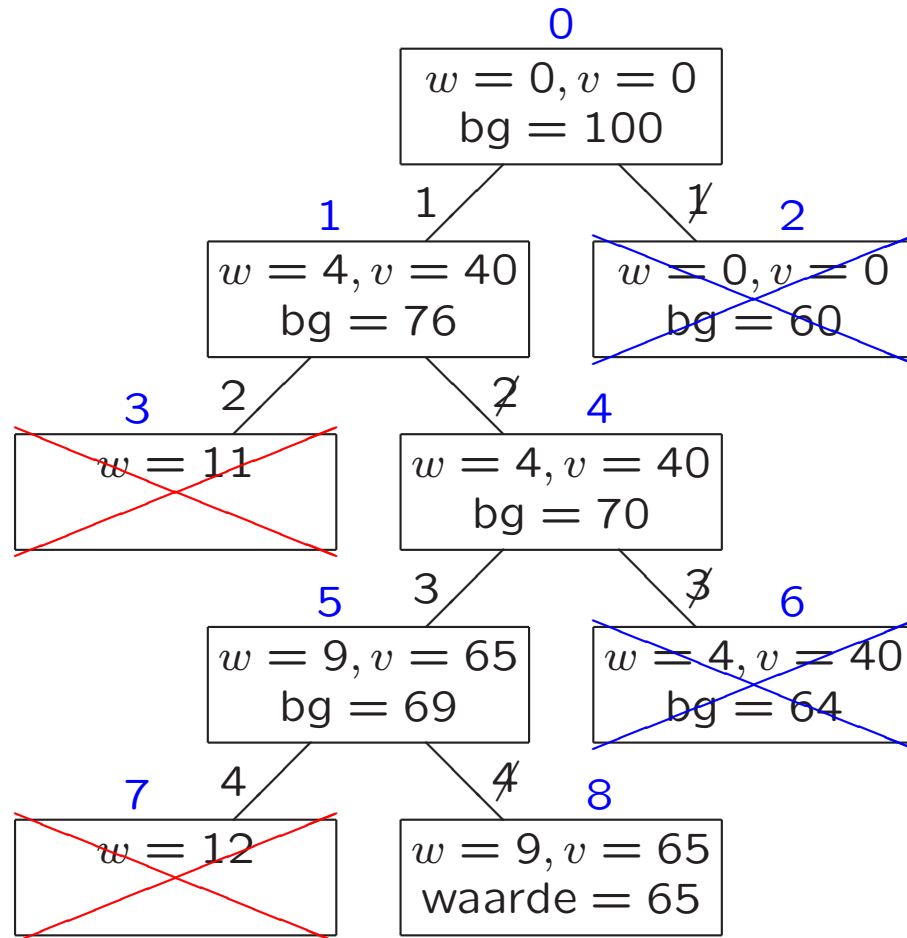 0
w = 0, v = 0
bg = 100
1
1̸
1
2
w = 4, v = 40
bg = 76
w = 0, v = 0
bg = 60
2
2̸
3
4
w = 11
w = 4, v = 40
bg = 70
3
3̸
5
6
w = 9, v = 65
bg = 69
w = 4, v = 40
bg = 64
4
4̸
7
8
w = 12
w = 9, v = 65
waarde = 65